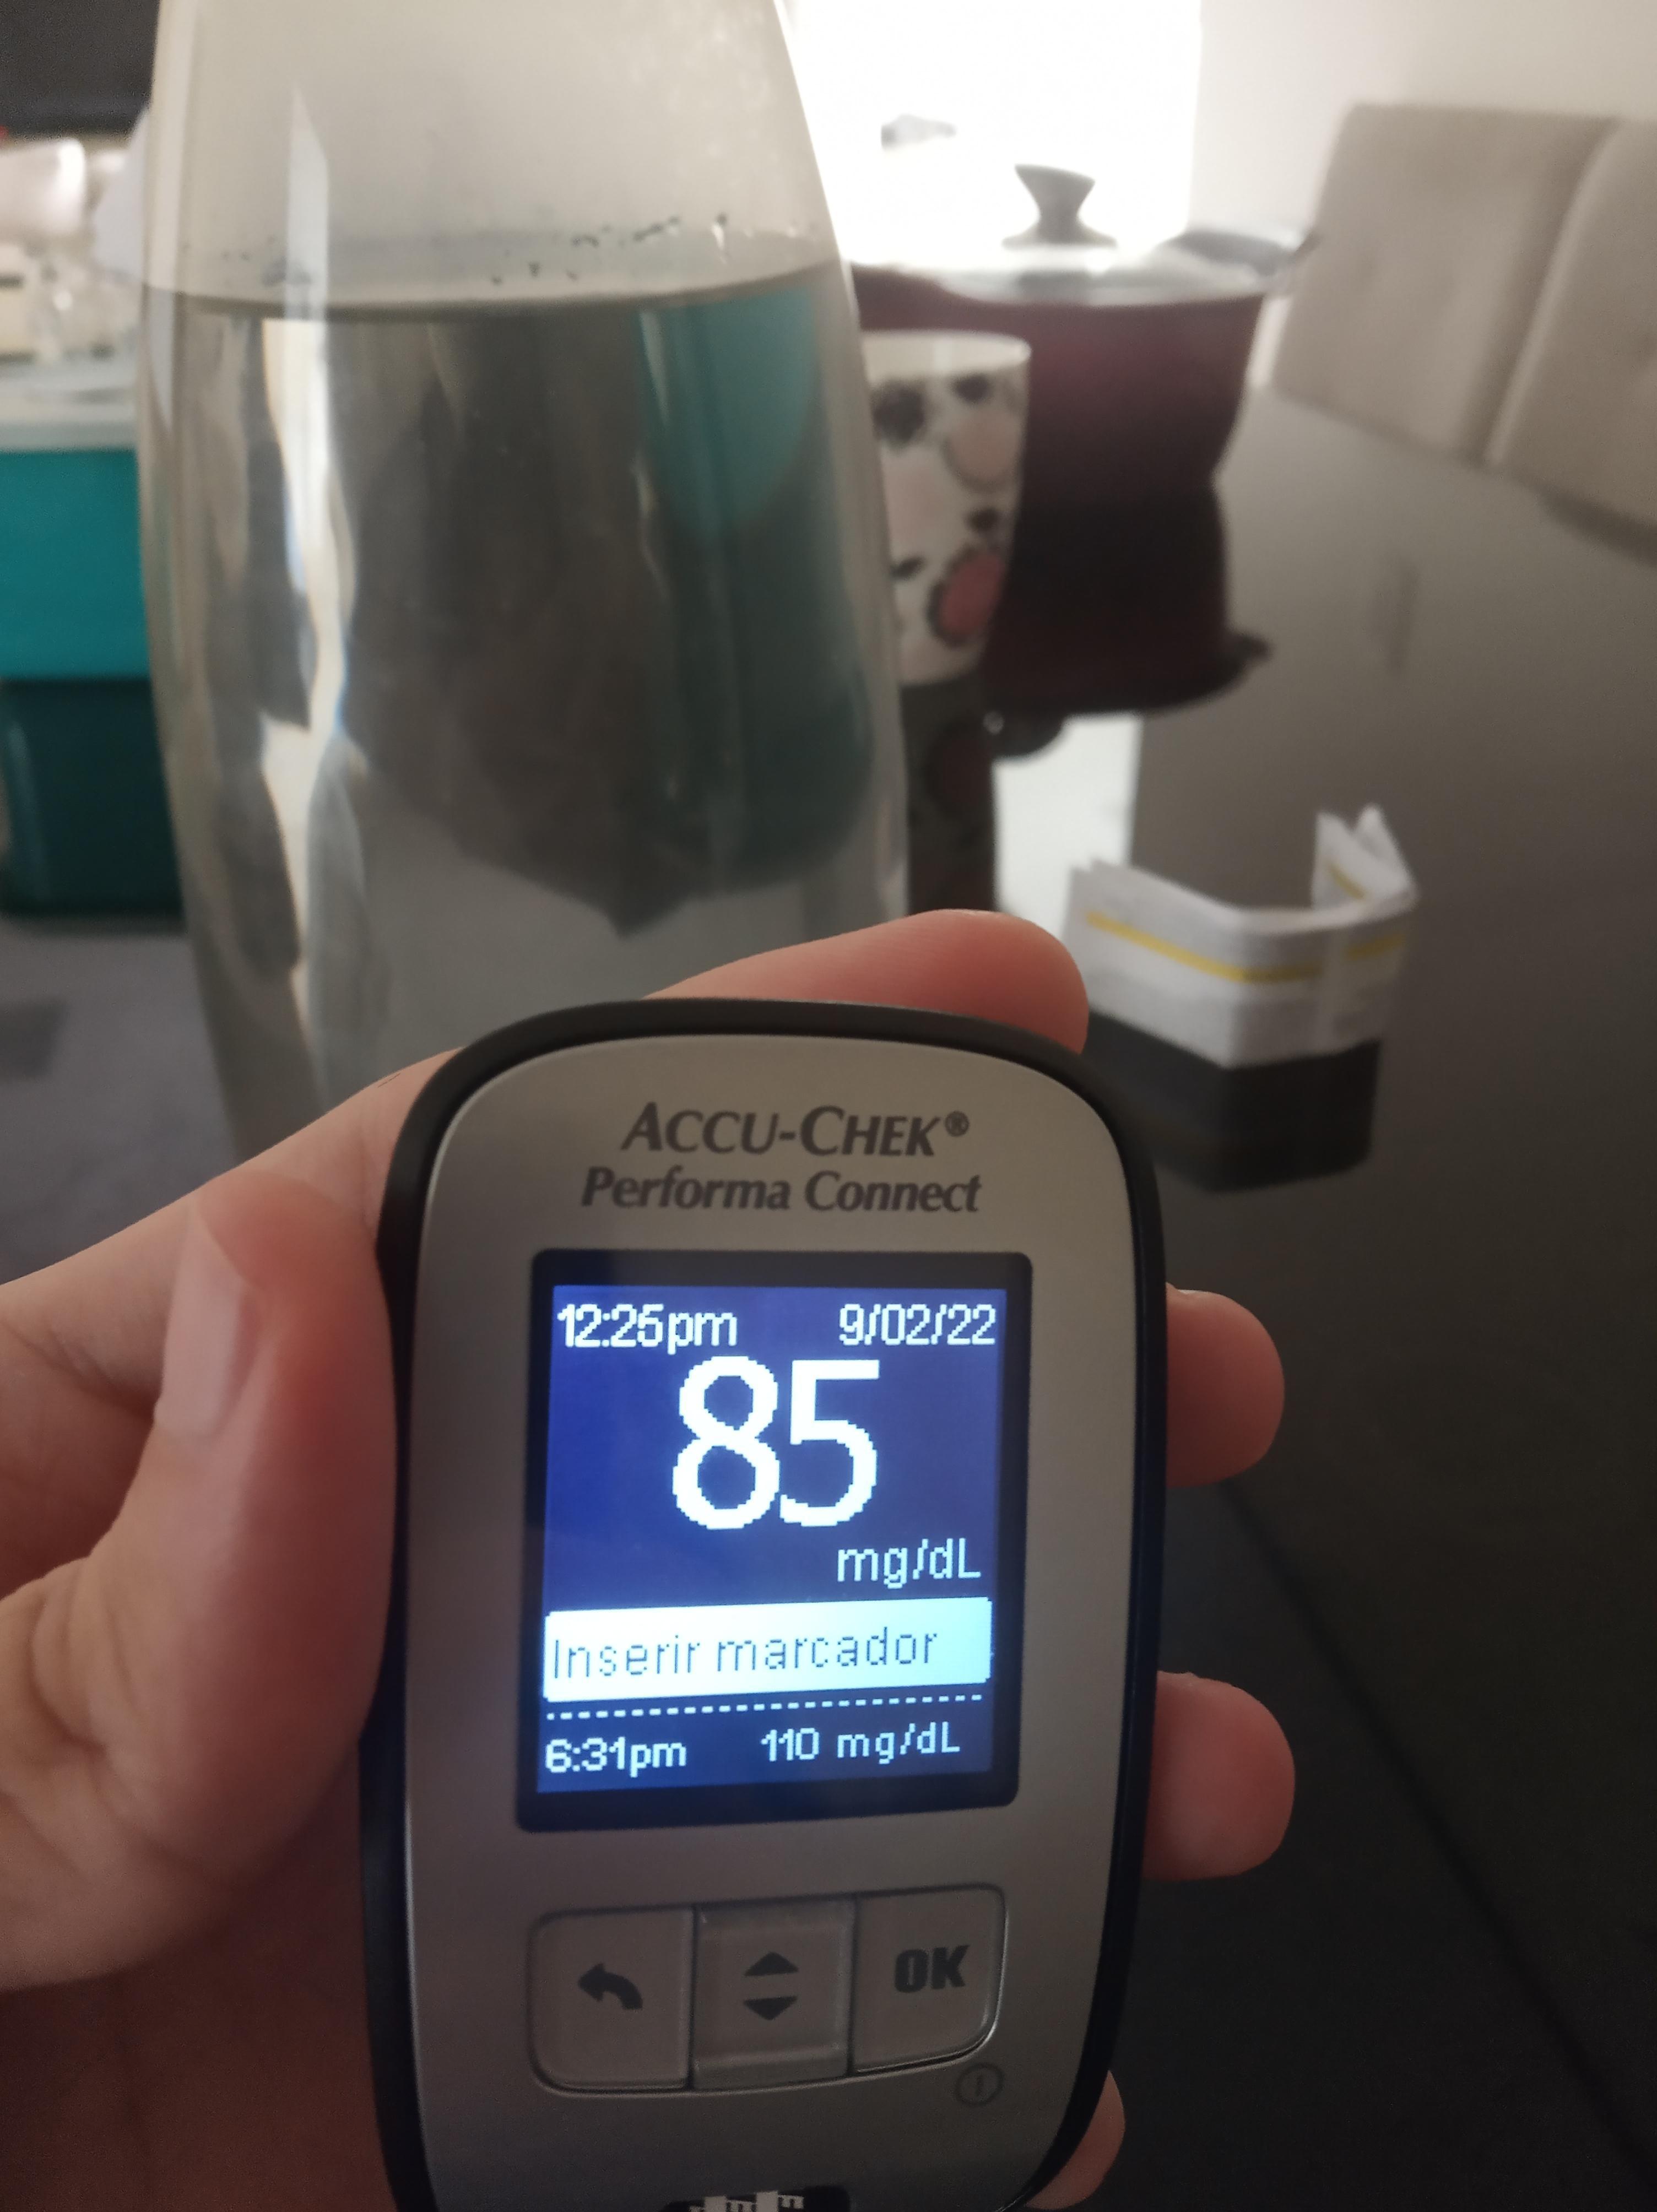 ACCU-CHEK®
Performa Connect
12:25pm 9/02/22
85
mg/dL
Inserir marcador
6:31pm 110 mg/dL
OK